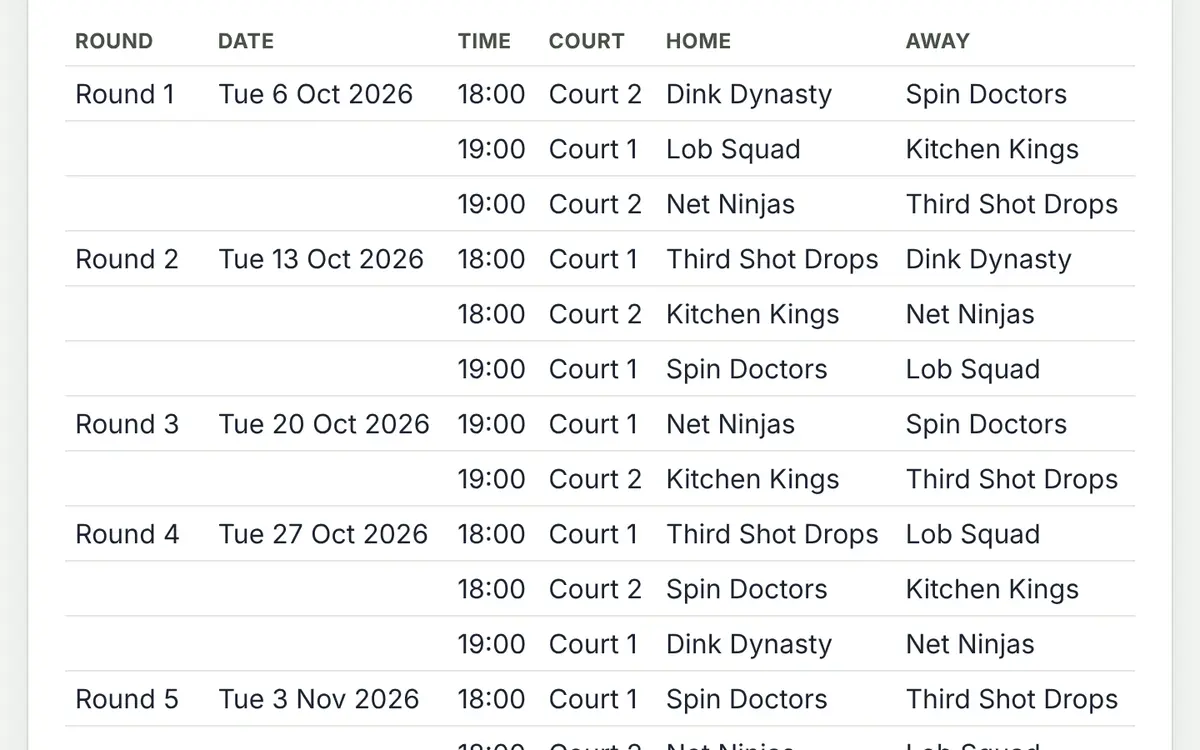 ROUND DATE TIME COURT HOME AWAY
Round 1 Tue 6 Oct 2026 18:00 Court 2 Dink Dynasty Spin Doctors
19:00 Court 1 Lob Squad Kitchen Kings
19:00 Court 2 Net Ninjas Third Shot Drops
Round 2 Tue 13 Oct 2026 18:00 Court 1 Third Shot Drops Dink Dynasty
18:00 Court 2 Kitchen Kings Net Ninjas
19:00 Court 1 Spin Doctors Lob Squad
Round 3 Tue 20 Oct 2026 19:00 Court 1 Net Ninjas Spin Doctors
19:00 Court 2 Kitchen Kings Third Shot Drops
Round 4 Tue 27 Oct 2026 18:00 Court 1 Third Shot Drops Lob Squad
18:00 Court 2 Spin Doctors Kitchen Kings
19:00 Court 1 Dink Dynasty Net Ninjas
Round 5 Tue 3 Nov 2026 18:00 Court 1 Spin Doctors Third Shot Drops